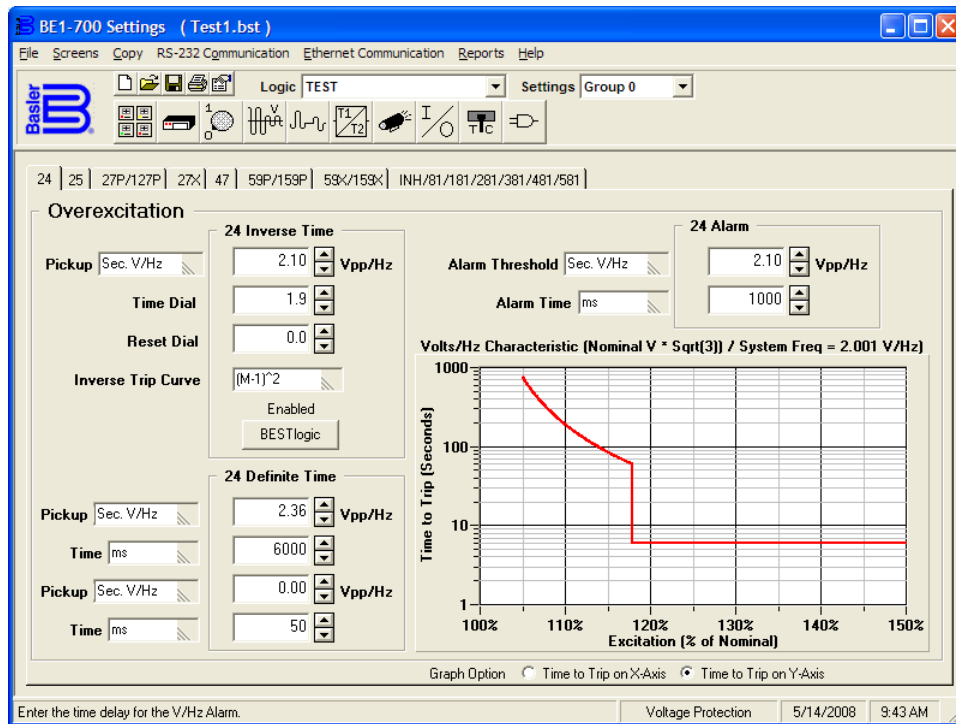 BE1-700 Settings   ( Test1.bst )
File  Screens  Copy  RS-232 Communication  Ethernet Communication  Reports  Help
Basler
Logic TEST  Settings Group 0
1 0  V  T1 T2  I O  T C
24  25  27P/127P  27X  47  59P/159P  59X/159X  INH/81/181/281/381/481/581
Overexcitation
24 Inverse Time
Pickup Sec. V/Hz 2.10 Vpp/Hz
Time Dial 1.9
Reset Dial 0.0
Inverse Trip Curve (M-1)^2
Enabled
BESTlogic
24 Alarm
Alarm Threshold Sec. V/Hz 2.10 Vpp/Hz
Alarm Time ms 1000
24 Definite Time
Pickup Sec. V/Hz 2.36 Vpp/Hz
Time ms 6000
Pickup Sec. V/Hz 0.00 Vpp/Hz
Time ms 50
Volts/Hz Characteristic (Nominal V * Sqrt(3)) / System Freq = 2.001 V/Hz)
Time to Trip (Seconds)
1000
100
10
1
100%  110%  120%  130%  140%  150%
Excitation (% of Nominal)
Graph Option  Time to Trip on X-Axis  Time to Trip on Y-Axis
Enter the time delay for the V/Hz Alarm.  Voltage Protection  5/14/2008  9:43 AM